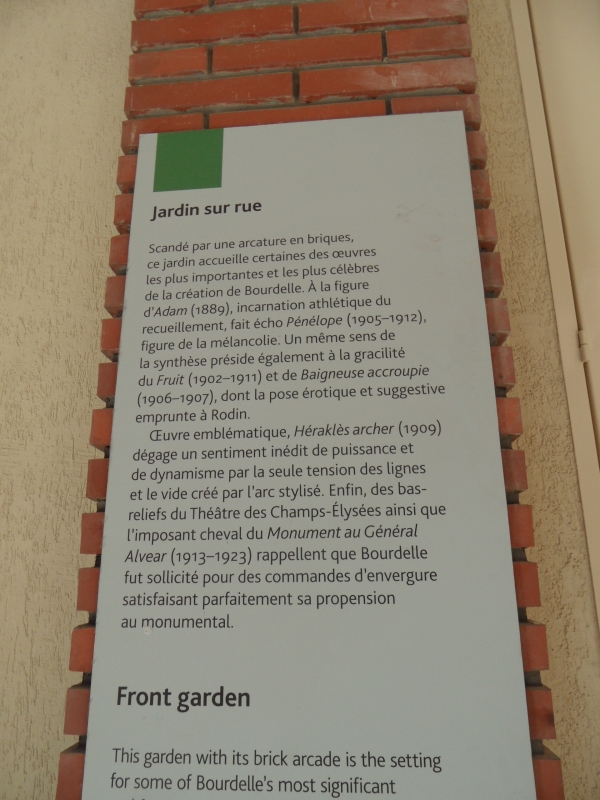 Jardin sur rue
Scandé par une arcature en briques,
ce jardin accueille certaines des œuvres
les plus importantes et les plus célèbres
de la création de Bourdelle. À la figure
d'Adam (1889), incarnation athlétique du
recueillement, fait écho Pénélope (1905–1912),
figure de la mélancolie. Un même sens de
la synthèse préside également à la gracilité
du Fruit (1902–1911) et de Baigneuse accroupie
(1906–1907), dont la pose érotique et suggestive
emprunte à Rodin.
Œuvre emblématique, Héraklès archer (1909)
dégage un sentiment inédit de puissance et
de dynamisme par la seule tension des lignes
et le vide créé par l'arc stylisé. Enfin, des bas-
reliefs du Théâtre des Champs-Élysées ainsi que
l'imposant cheval du Monument au Général
Alvear (1913–1923) rappellent que Bourdelle
fut sollicité pour des commandes d'envergure
satisfaisant parfaitement sa propension
au monumental.
Front garden
This garden with its brick arcade is the setting
for some of Bourdelle's most significant